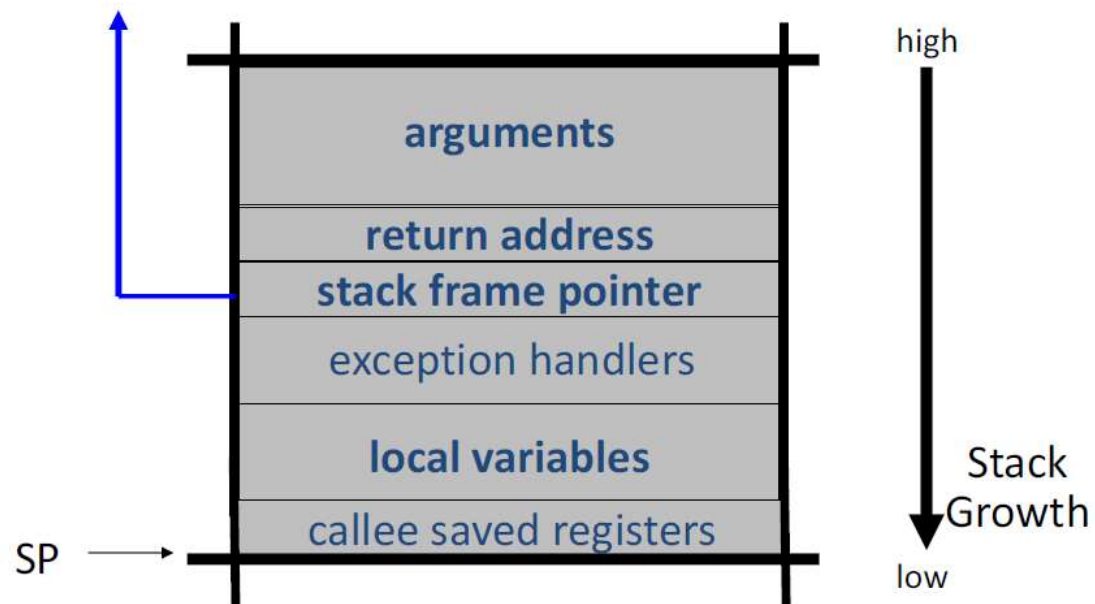 high
arguments
return address
stack frame pointer
exception handlers
local variables
Stack
Growth
callee saved registers
SP
low